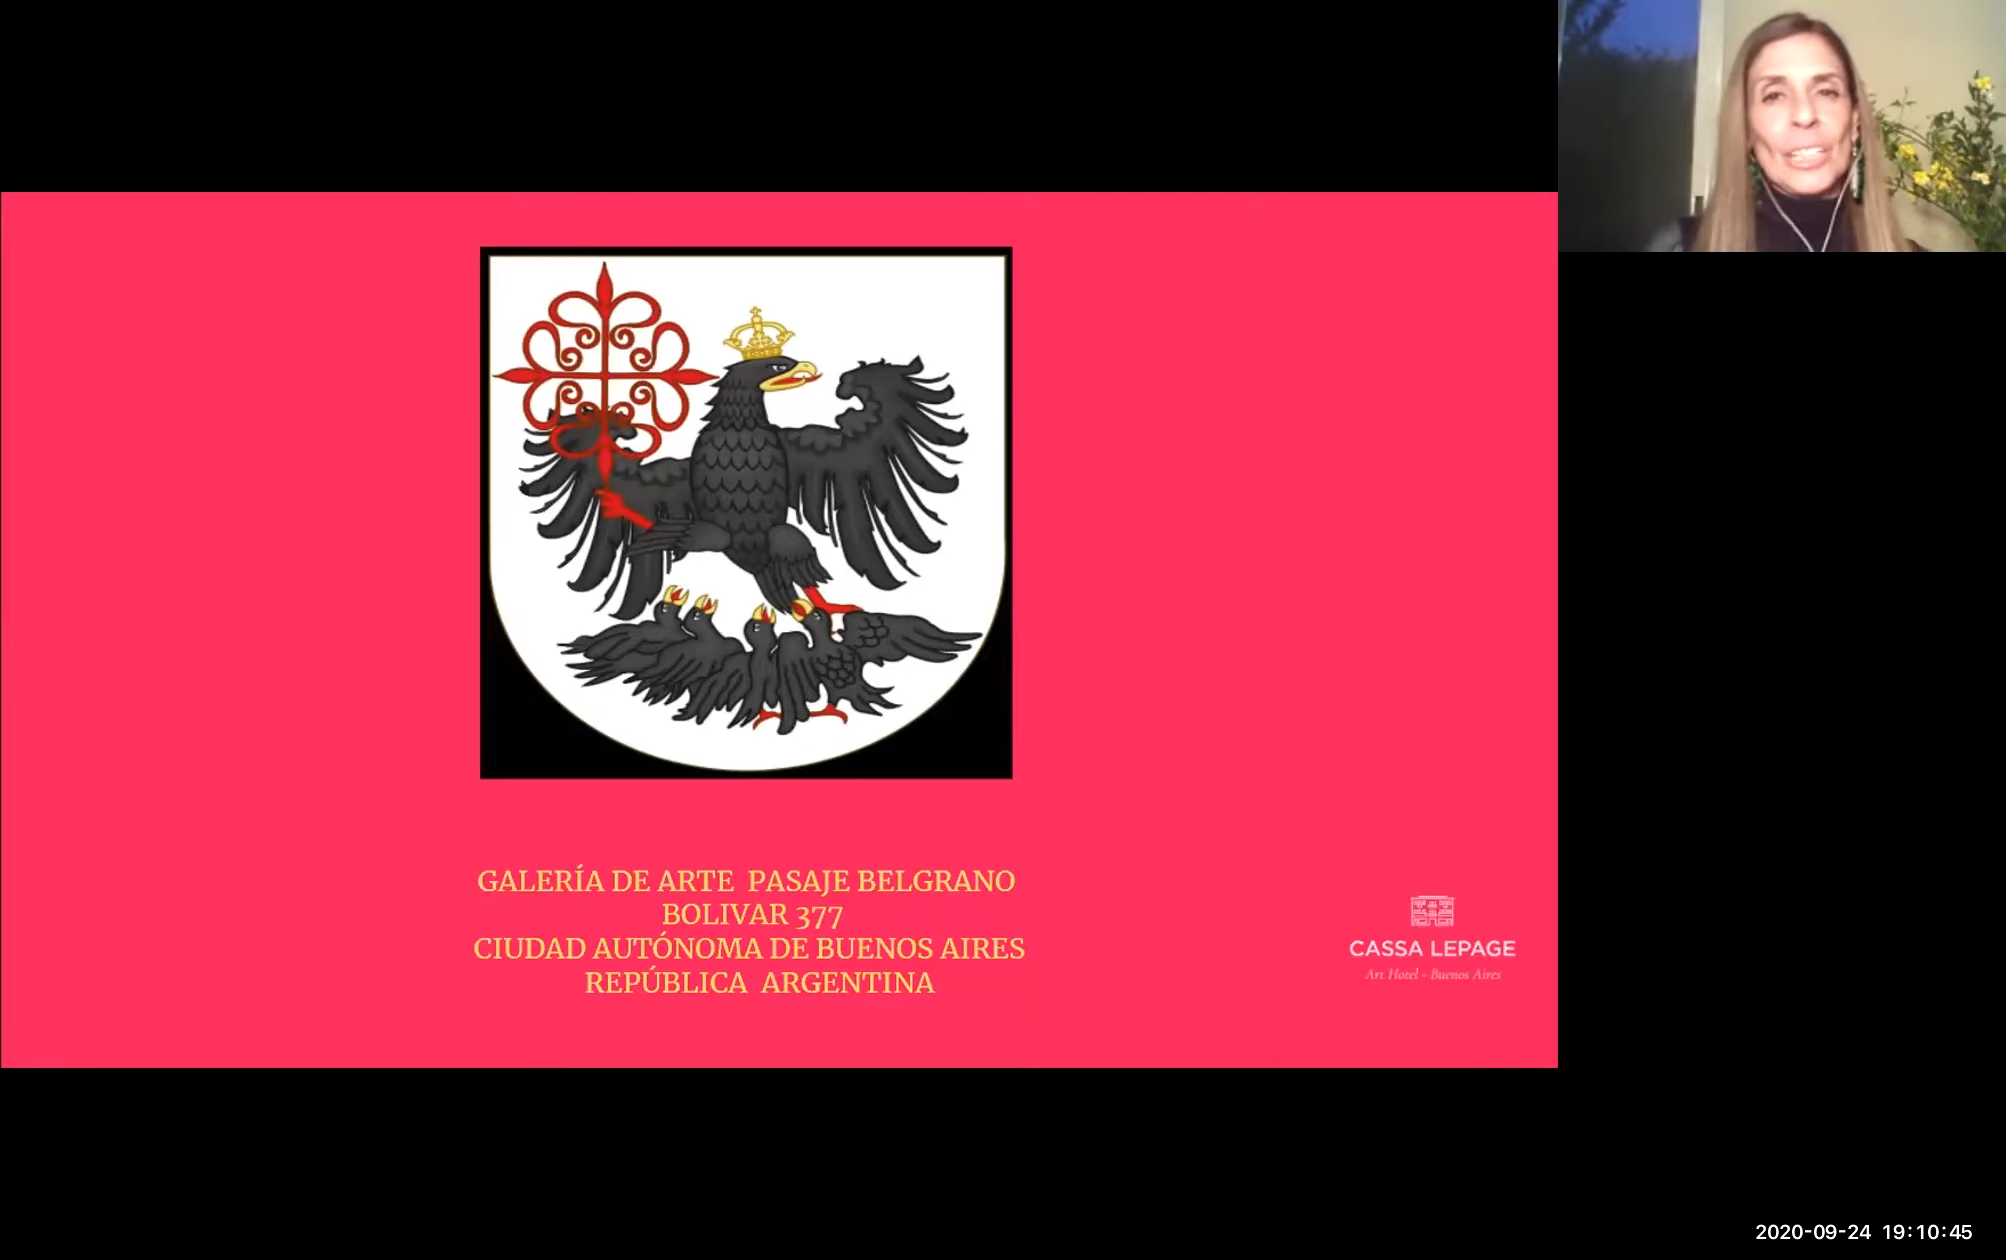 GALERÍA DE ARTE PASAJE BELGRANO
BOLIVAR 377
CIUDAD AUTÓNOMA DE BUENOS AIRES
REPÚBLICA ARGENTINA
CASSA LEPAGE
Art Hotel - Buenos Aires
2020-09-24 19:10:45